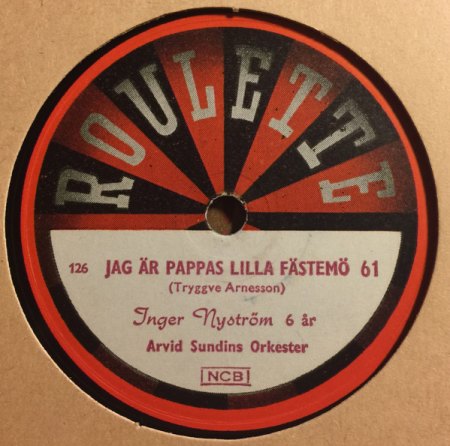 ROULETTE
126 JAG ÄR PAPPAS LILLA FÄSTEMÖ 61
(Tryggve Arnesson)
Inger Nyström 6 år
Arvid Sundins Orkester
NCB